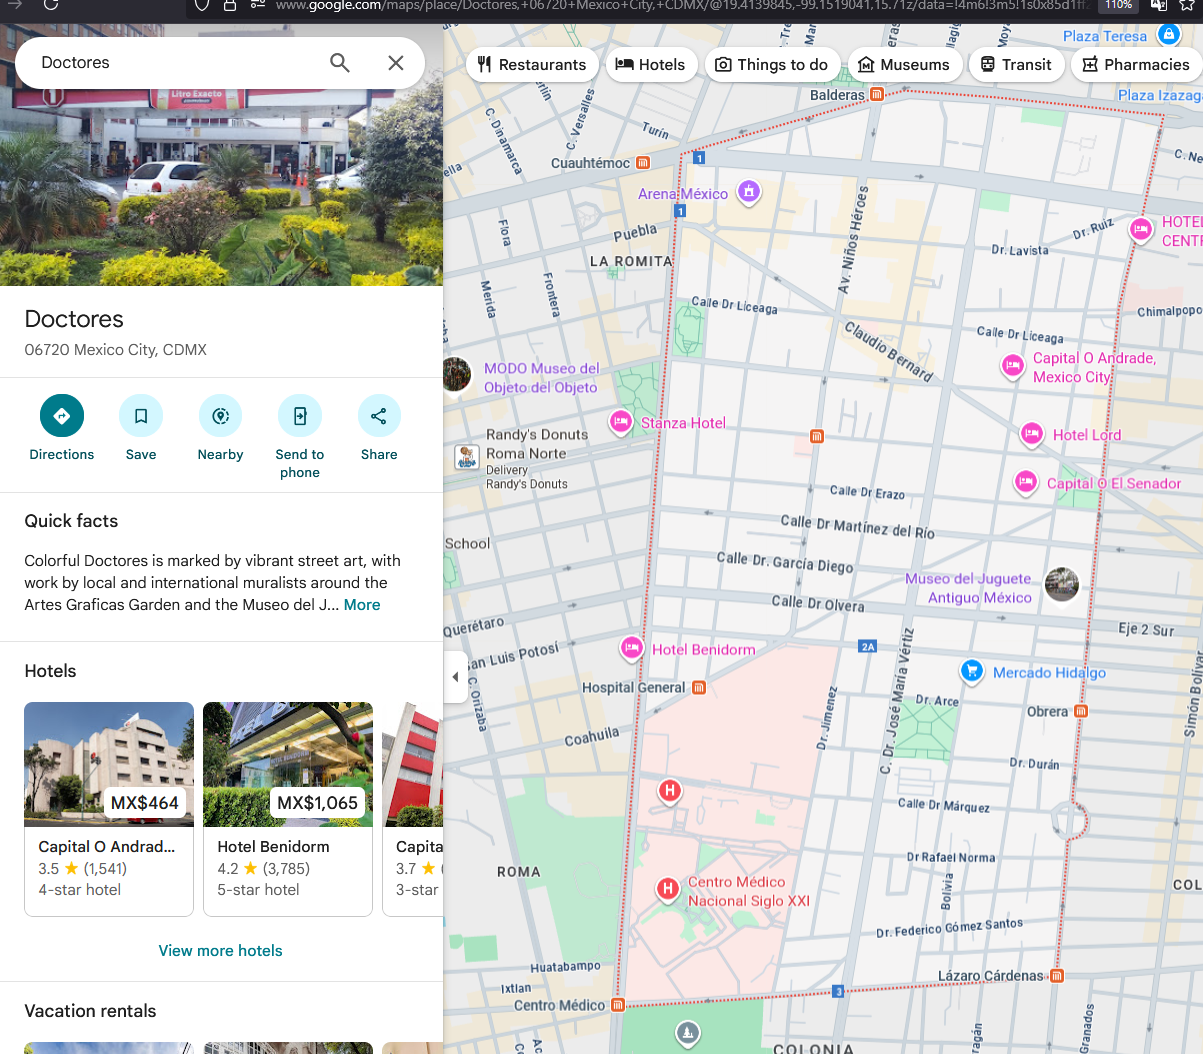 www.google.com/maps/place/Doctores,+06720+Mexico+City,+CDMX/@19.4139845,-99.1519041,15.71z/data=!4m6!3m5!1s0x85d1ff
110%
Doctores
Litro Exacto
Doctores
06720 Mexico City, CDMX
Directions
Save
Nearby
Send to
phone
Share
Quick facts
Colorful Doctores is marked by vibrant street art, with
work by local and international muralists around the
Artes Graficas Garden and the Museo del J... More
Hotels
MX$464
MX$1,065
Capital O Andrad...
3.5 (1,541)
4-star hotel
Hotel Benidorm
4.2 (3,785)
5-star hotel
Capita
3.7 (
3-star
View more hotels
Vacation rentals
Restaurants
Hotels
Things to do
Museums
Transit
Pharmacies
Plaza Teresa
Plaza Izazag
Balderas
Turín
C. Versalles
C. Dinamarca
Cuauhtémoc
1
C. Ne
Arena México
1
Av. Niños Héroes
Dr. Ruiz
HOTEL
CENTR
Flora
Puebla
Dr. Lavista
LA ROMITA
Merida
Frontera
Calle Dr Liceaga
Chimalpopo
Claudio Bernard
Calle Dr Liceaga
MODO Museo del
Objeto del Objeto
Capital O Andrade,
Mexico City
Stanza Hotel
Randy's Donuts
Roma Norte
Delivery
Randy's Donuts
Hotel Lord
Capital O El Senador
Calle Dr Erazo
Calle Dr Martínez del Río
School
Calle Dr. García Diego
Museo del Juguete
Antiguo México
Calle Dr Olvera
Querétaro
Eje 2 Sur
2A
San Luis Potosí
Hotel Benidorm
C. Dr. José María Vértiz
Mercado Hidalgo
Hospital General
C. Orizaba
Dr. Jimenez
Dr. Arce
Obrera
Simón Bolívar
Coahuila
Dr. Durán
H
Calle Dr Márquez
Dr Rafael Norma
ROMA
H
Centro Médico
Nacional Siglo XXI
Bolivia
COL
Dr. Federico Gómez Santos
Huatabampo
Lázaro Cárdenas
Ixtlan
3
Centro Médico
Granados
COLONIA